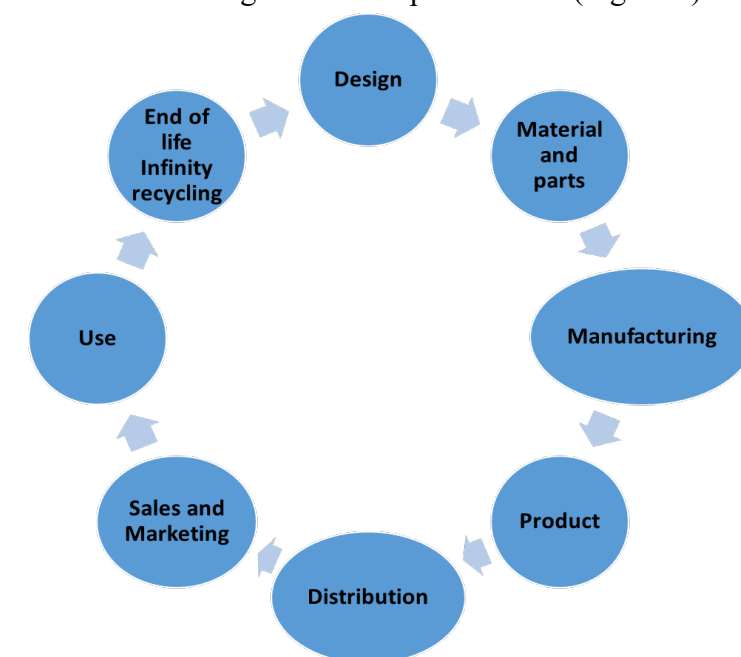 Design
Material
and
parts
Manufacturing
Product
Distribution
Sales and
Marketing
Use
End of
life
Infinity
recycling